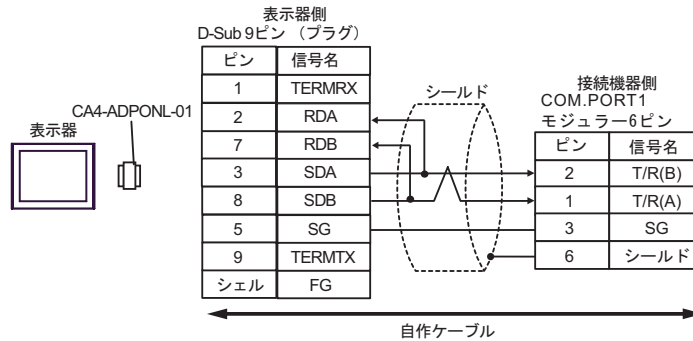 表示器側
D-Sub 9ピン （プラグ）
ピン 信号名
1 TERMRX
2 RDA
7 RDB
3 SDA
8 SDB
5 SG
9 TERMTX
シェル FG
CA4-ADPONL-01
表示器
シールド
接続機器側
COM.PORT1
モジュラー6ピン
ピン 信号名
2 T/R(B)
1 T/R(A)
3 SG
6 シールド
自作ケーブル